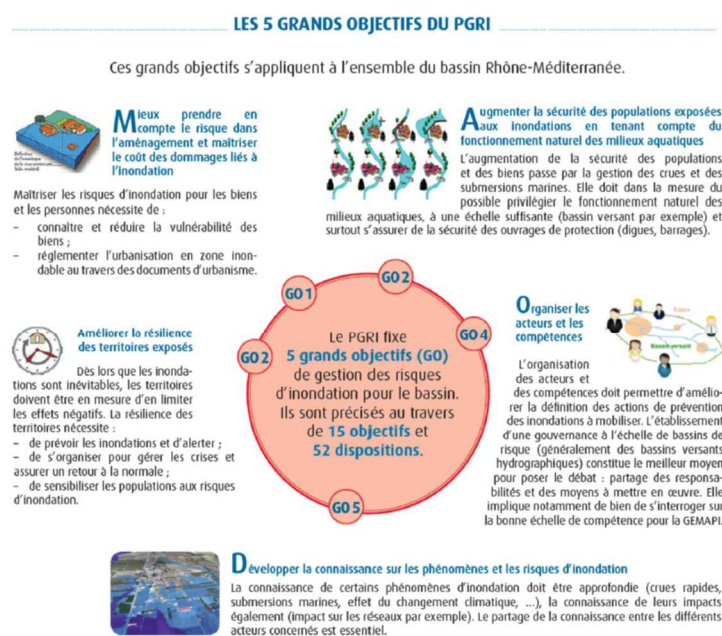 LES 5 GRANDS OBJECTIFS DU PGRI
Ces grands objectifs s'appliquent à l'ensemble du bassin Rhône-Méditerranée.
Mieux prendre en
compte le risque dans
l'aménagement et maîtriser
le coût des dommages liés à
l'inondation
Maîtriser les risques d'inondation pour les biens
et les personnes nécessite de :
– connaître et réduire la vulnérabilité des
biens ;
– réglementer l'urbanisation en zone inon-
dable au travers des documents d'urbanisme.
Augmenter la sécurité des populations exposées
aux inondations en tenant compte du
fonctionnement naturel des milieux aquatiques
L'augmentation de la sécurité des populations
et des biens passe par la gestion des crues et des
submersions marines. Elle doit dans la mesure du
possible privilégier le fonctionnement naturel des
milieux aquatiques, à une échelle suffisante (bassin versant par exemple) et
surtout s'assurer de la sécurité des ouvrages de protection (digues, barrages).
GO1
GO2
GO2
GO4
GO5
Le PGRI fixe
5 grands objectifs (GO)
de gestion des risques
d'inondation pour le bassin.
Ils sont précisés au travers
de 15 objectifs et
52 dispositions.
Améliorer la résilience
des territoires exposés
Dès lors que les inonda-
tions sont inévitables, les territoires
doivent être en mesure d'en limiter
les effets négatifs. La résilience des
territoires nécessite :
– de prévoir les inondations et d'alerter ;
– de s'organiser pour gérer les crises et
assurer un retour à la normale ;
– de sensibiliser les populations aux risques
d'inondation.
Organiser les
acteurs et les
compétences
Bassin versant
L'organisation
des acteurs et
des compétences doit permettre d'amélio-
rer la définition des actions de prévention
des inondations à mobiliser. L'établissement
d'une gouvernance à l'échelle de bassins de
risque (généralement des bassins versants
hydrographiques) constitue le meilleur moyen
pour poser le débat : partage des responsa-
bilités et des moyens à mettre en œuvre. Elle
implique notamment de bien de s'interroger sur
la bonne échelle de compétence pour la GEMAPI.
Développer la connaissance sur les phénomènes et les risques d'inondation
La connaissance de certains phénomènes d'inondation doit être approfondie (crues rapides,
submersions marines, effet du changement climatique, ...), la connaissance de leurs impacts
également (impact sur les réseaux par exemple). Le partage de la connaissance entre les différents
acteurs concernés est essentiel.